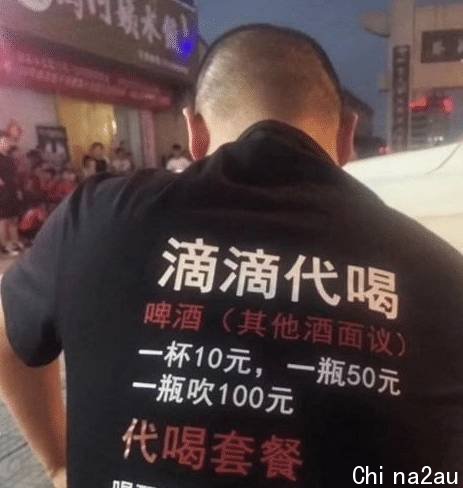 滴滴代喝
啤酒(其他酒面议)
一杯10元，一瓶50元
一瓶吹100元
代喝套餐
Chi na2au